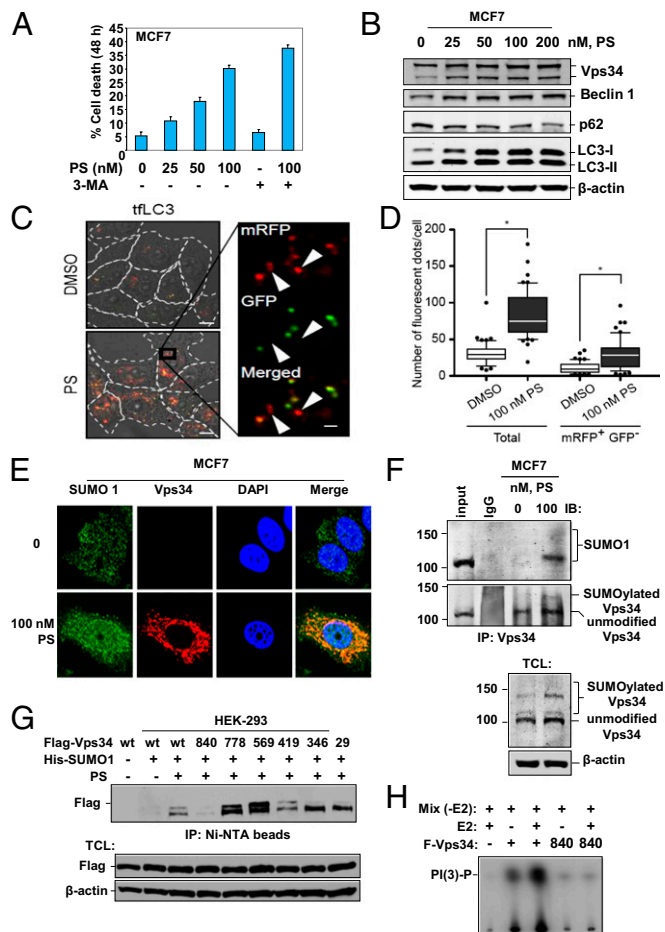 A
MCF7
% Cell death (48 h)
45
40
35
30
25
20
15
10
5
0
PS (nM) 0 25 50 100 - 100
3-MA - - - - + +
B
MCF7
0 25 50 100 200 nM, PS
Vps34
Beclin 1
p62
LC3-I
LC3-II
β-actin
C
tfLC3
DMSO
PS
mRFP
GFP
Merged
D
Number of fluorescent dots/cell
200
150
100
50
0
DMSO
100 nM PS
DMSO
100 nM PS
Total
mRFP+ GFP-
*
*
E
MCF7
SUMO 1 Vps34 DAPI Merge
0
100 nM
PS
F
MCF7
nM, PS
input IgG 0 100 IB:
150
100
SUMO1
150
100
SUMOylated
Vps34
unmodified
Vps34
IP: Vps34
TCL:
150
100
SUMOylated
Vps34
unmodified
Vps34
β-actin
G
HEK-293
Flag-Vps34 wt wt wt 840 778 569 419 346 29
His-SUMO1 - + + + + + + + +
PS - - + + + + + + +
Flag
IP: Ni-NTA beads
TCL:
Flag
β-actin
H
Mix (-E2) + + + + +
E2 + - + - +
F-Vps34: - + + 840 840
PI(3)-P